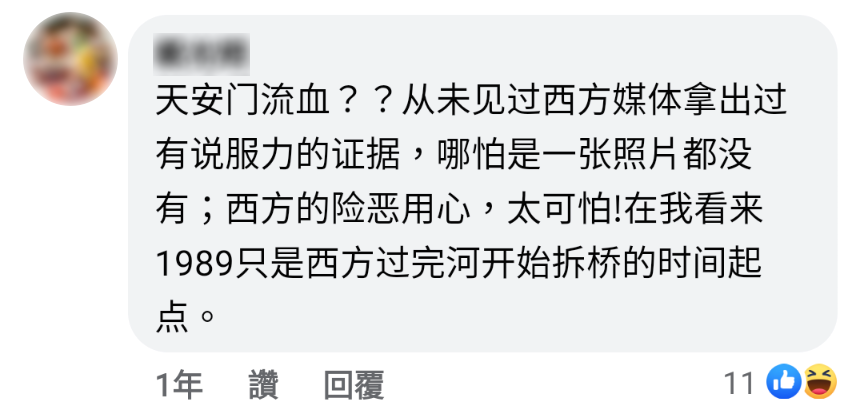 天安门流血？？从未见过西方媒体拿出过
有说服力的证据，哪怕是一张照片都没
有；西方的险恶用心，太可怕!在我看来
1989只是西方过完河开始拆桥的时间起
点。
1年 讚 回覆 11